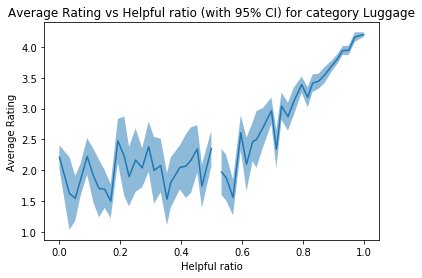 Average Rating vs Helpful ratio (with 95% CI) for category Luggage
4.0
3.5
3.0
2.5
2.0
1.5
1.0
Average Rating
0.0 0.2 0.4 0.6 0.8 1.0
Helpful ratio